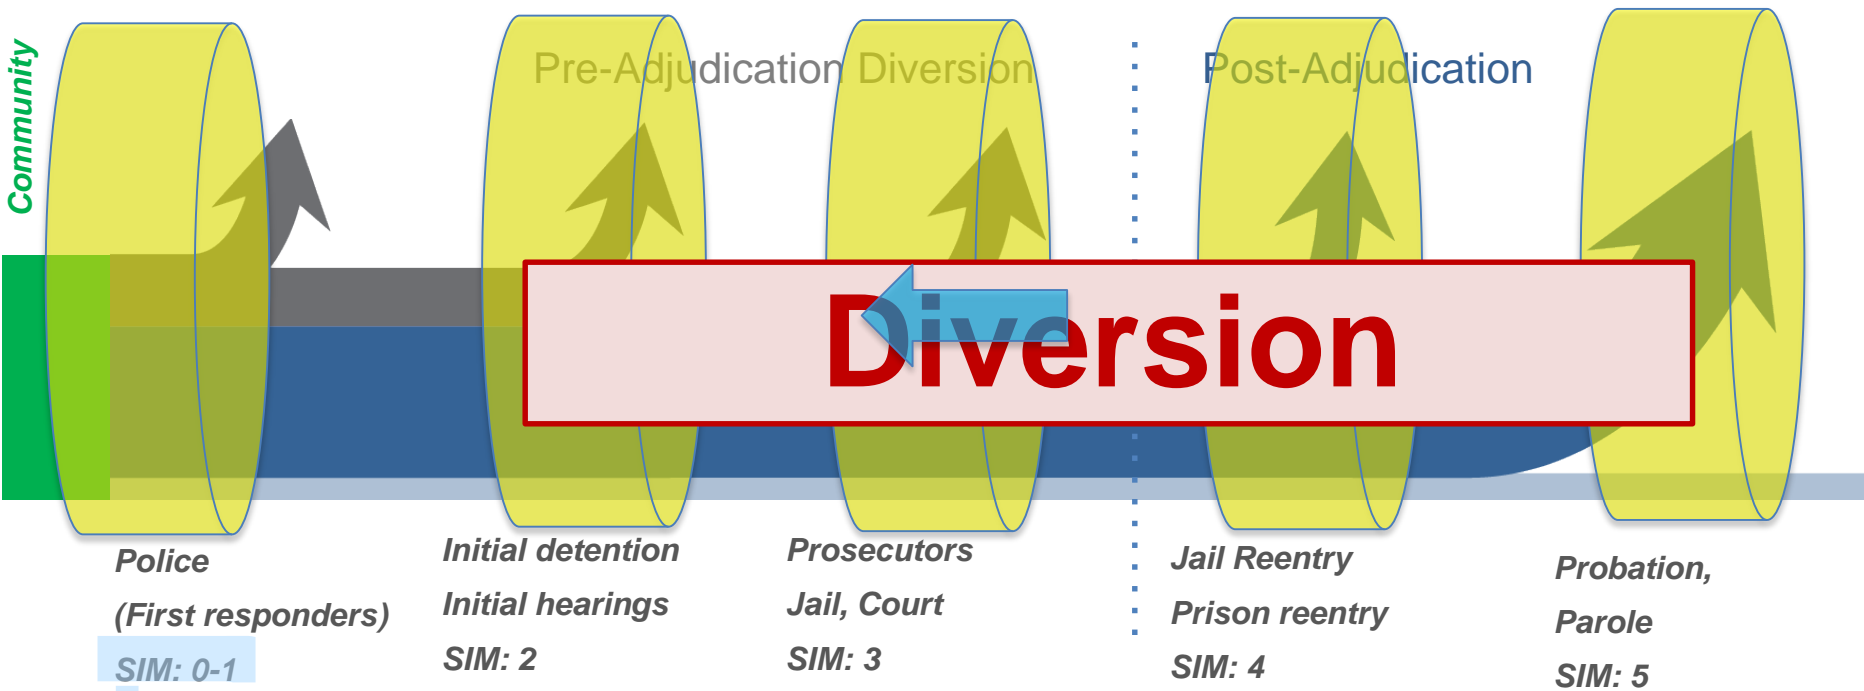 Community
Pre-Adjudication Diversion
Post-Adjudication
Diversion
Police
(First responders)
SIM: 0-1
Initial detention
Initial hearings
SIM: 2
Prosecutors
Jail, Court
SIM: 3
Jail Reentry
Prison reentry
SIM: 4
Probation,
Parole
SIM: 5